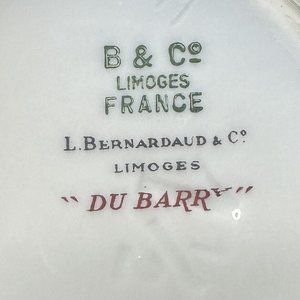 B & Cº
LIMOGES
FRANCE
L. BERNARDAUD & Cº
LIMOGES
" DU BARRY "